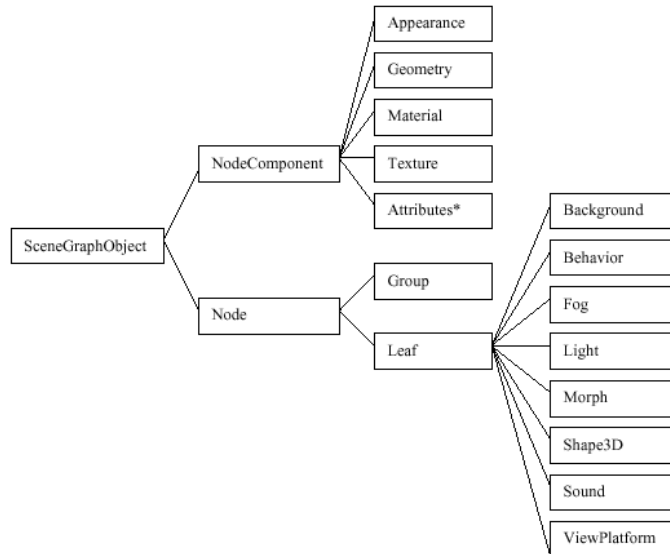 Appearance
Geometry
Material
NodeComponent
Texture
Attributes*
Background
SceneGraphObject
Behavior
Group
Fog
Node
Leaf
Light
Morph
Shape3D
Sound
ViewPlatform